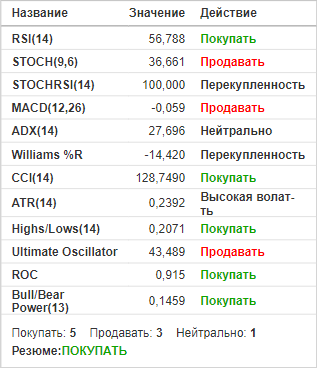 Название Значение Действие
RSI(14) 56,788 Покупать
STOCH(9,6) 36,661 Продавать
STOCHRSI(14) 100,000 Перекупленность
MACD(12,26) -0,059 Продавать
ADX(14) 27,696 Нейтрально
Williams %R -14,420 Перекупленность
CCI(14) 128,7490 Покупать
ATR(14) 0,2392 Высокая волат-
ть
Highs/Lows(14) 0,2071 Покупать
Ultimate Oscillator 43,489 Продавать
ROC 0,915 Покупать
Bull/Bear
Power(13) 0,1459 Покупать
Покупать: 5 Продавать: 3 Нейтрально: 1
Резюме:ПОКУПАТЬ